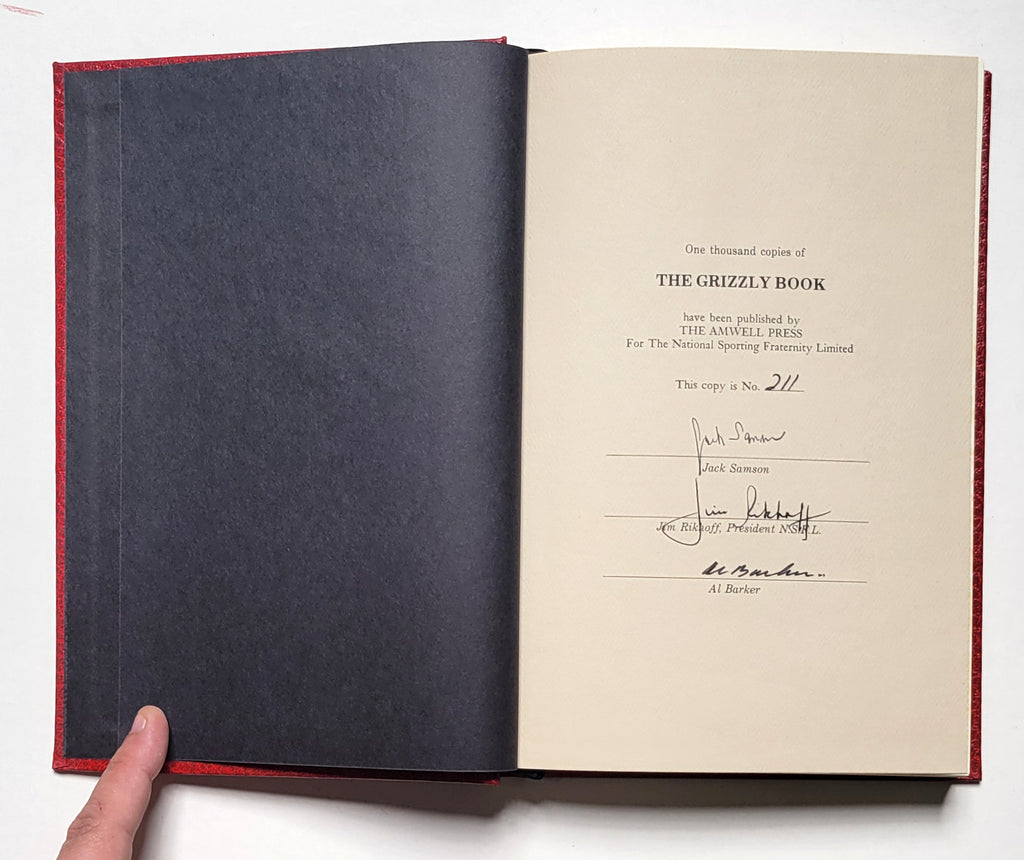 One thousand copies of
THE GRIZZLY BOOK
have been published by
THE AMWELL PRESS
For The National Sporting Fraternity Limited
This copy is No. 211
Jack Samson
Jack Samson
Jim Rikhoff
Jim Rikhoff, President N.S.F.L.
Al Barker
Al Barker